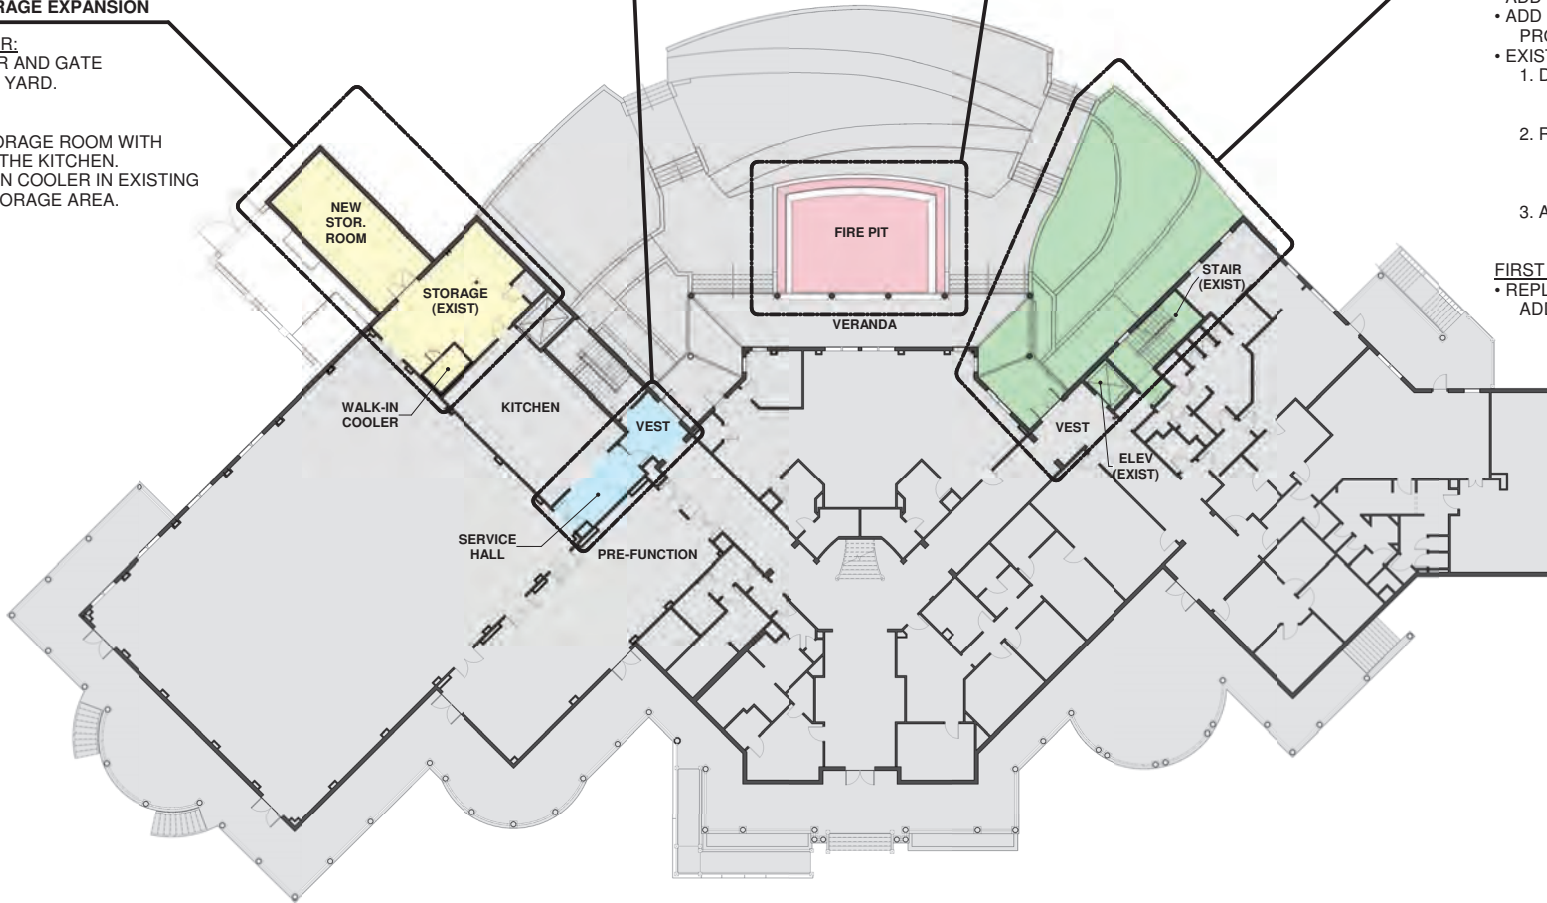 RAGE EXPANSION
R:
R AND GATE
YARD.
ORAGE ROOM WITH
THE KITCHEN.
N COOLER IN EXISTING
ORAGE AREA.
• ADD
PRO
• EXIST
1. D
2. F
3. A
FIRST
• REPL
ADD
NEW
STOR.
ROOM
STORAGE
(EXIST)
WALK-IN
COOLER
KITCHEN
VEST
SERVICE
HALL
PRE-FUNCTION
FIRE PIT
VERANDA
STAIR
(EXIST)
VEST
ELEV
(EXIST)